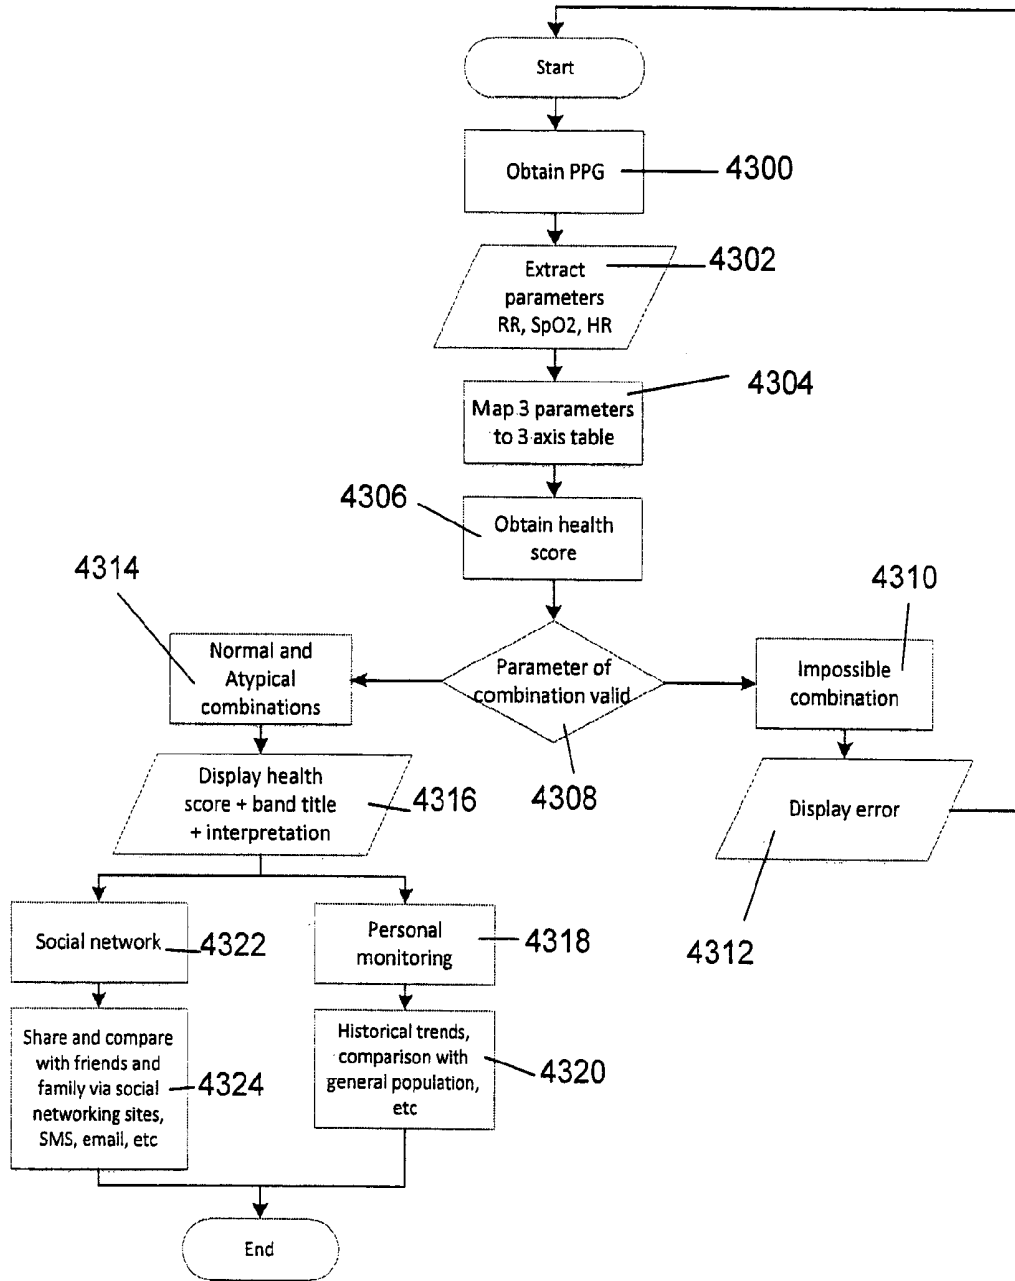 Start
Obtain PPG
4300
Extract
parameters
RR, SpO2, HR
4302
Map 3 parameters
to 3 axis table
4304
4306
Obtain health
score
4314
4310
Normal and
Atypical
combinations
Parameter of
combination valid
Impossible
combination
4308
Display health
score + band title
+ interpretation
4316
Display error
4312
Social network
4322
Personal
monitoring
4318
Share and compare
with friends and
family via social
networking sites,
SMS, email, etc
4324
Historical trends,
comparison with
general population,
etc
4320
End